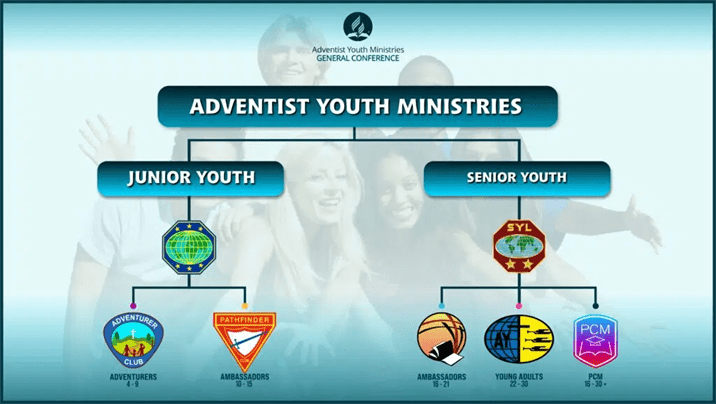 Adventist Youth Ministries
GENERAL CONFERENCE
ADVENTIST YOUTH MINISTRIES
JUNIOR YOUTH
SENIOR YOUTH
SYL
ADVENTURER
CLUB
PATHFINDER
CLUB
AY
PCM
ADVENTURERS
4 - 9
AMBASSADORS
10 - 15
AMBASSADORS
16 - 21
YOUNG ADULTS
22 - 30
PCM
16 - 30 +